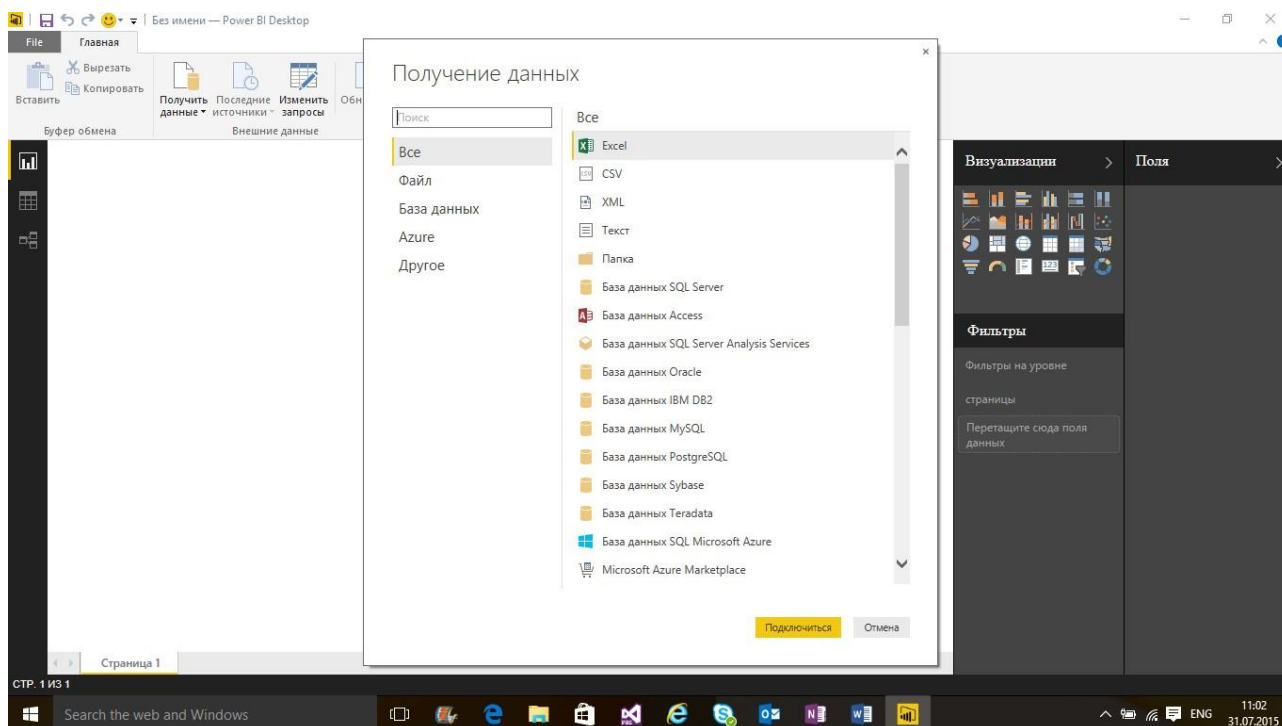 Без имени — Power BI Desktop
File
Главная
Вставить
Вырезать
Копировать
Буфер обмена
Получить данные
Последние источники
Изменить запросы
Обн
Внешние данные
Получение данных
Поиск
Все
Файл
База данных
Azure
Другое
Все
Excel
CSV
XML
Текст
Папка
База данных SQL Server
База данных Access
База данных SQL Server Analysis Services
База данных Oracle
База данных IBM DB2
База данных MySQL
База данных PostgreSQL
База данных Sybase
База данных Teradata
База данных SQL Microsoft Azure
Microsoft Azure Marketplace
Подключиться
Отмена
Визуализации
Поля
123
Фильтры
Фильтры на уровне
страницы
Перетащите сюда поля
данных
Страница 1
СТР. 1 ИЗ 1
Search the web and Windows
ENG
11:02
31.07.201